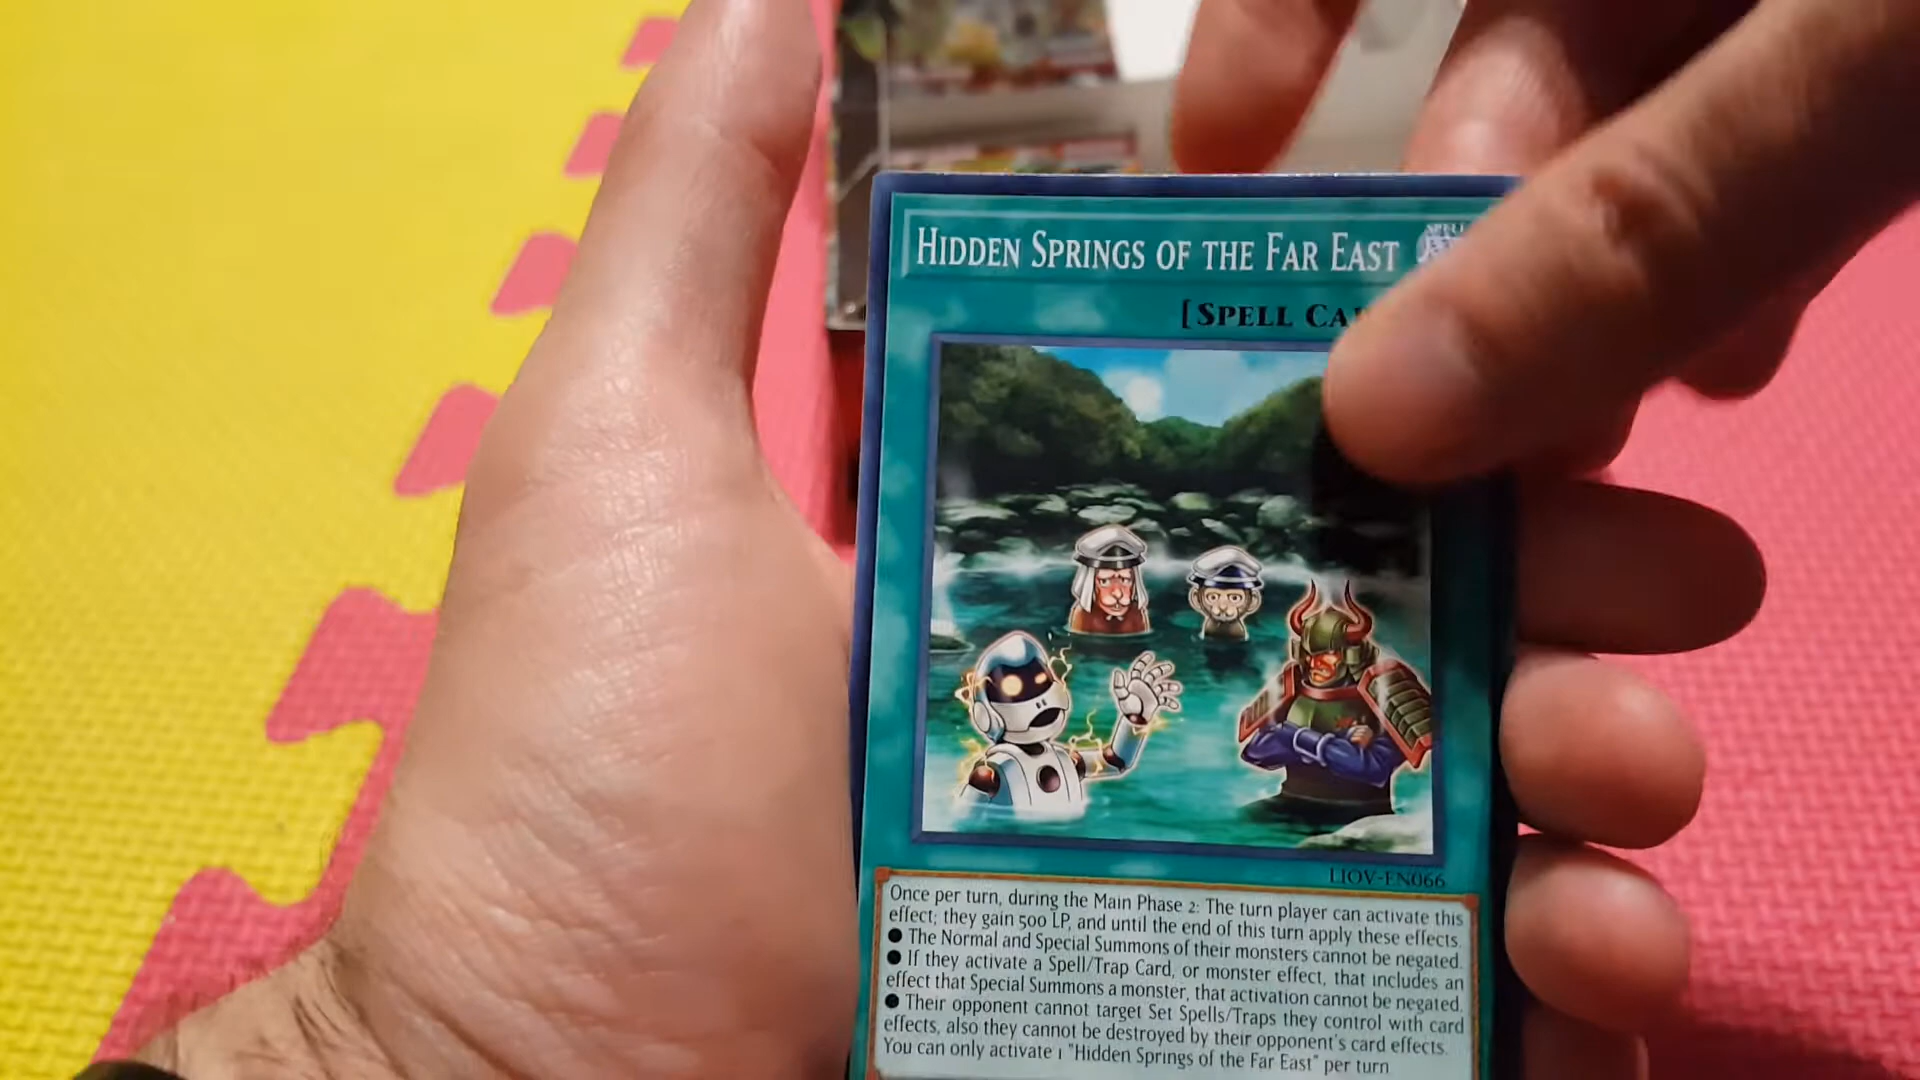 HIDDEN SPRINGS OF THE FAR EAST
[SPELL
LIOV-EN066
Once per turn, during the Main Phase 2: The turn player can activate this
effect; they gain 500 LP, and until the end of this turn apply these effects.
● The Normal and Special Summons of their monsters cannot be negated.
● If they activate a Spell/Trap Card, or monster effect, that includes an
effect that Special Summons a monster, that activation cannot be negated.
● Their opponent cannot target Set Spells/Traps they control with card
effects, also they cannot be destroyed by their opponent's card effects.
You can only activate 1 "Hidden Springs of the Far East" per turn